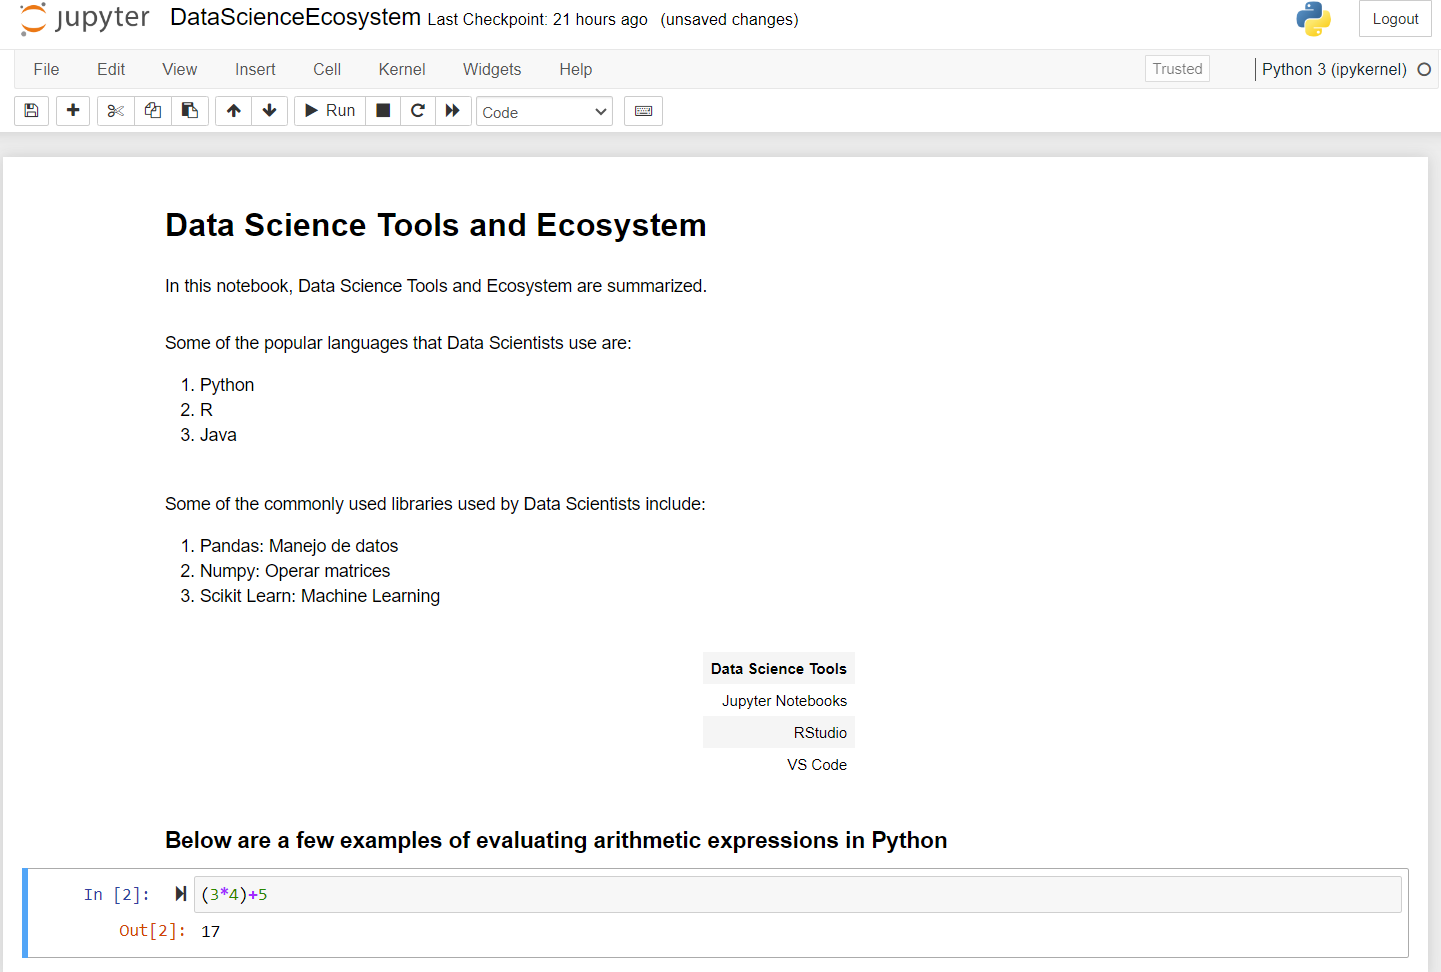 jupyter DataScienceEcosystem Last Checkpoint: 21 hours ago (unsaved changes) Logout
File Edit View Insert Cell Kernel Widgets Help Trusted Python 3 (ipykernel)
Run Code
Data Science Tools and Ecosystem
In this notebook, Data Science Tools and Ecosystem are summarized.
Some of the popular languages that Data Scientists use are:
1. Python
2. R
3. Java
Some of the commonly used libraries used by Data Scientists include:
1. Pandas: Manejo de datos
2. Numpy: Operar matrices
3. Scikit Learn: Machine Learning
Data Science Tools
Jupyter Notebooks
RStudio
VS Code
Below are a few examples of evaluating arithmetic expressions in Python
In [2]: (3*4)+5
Out[2]: 17